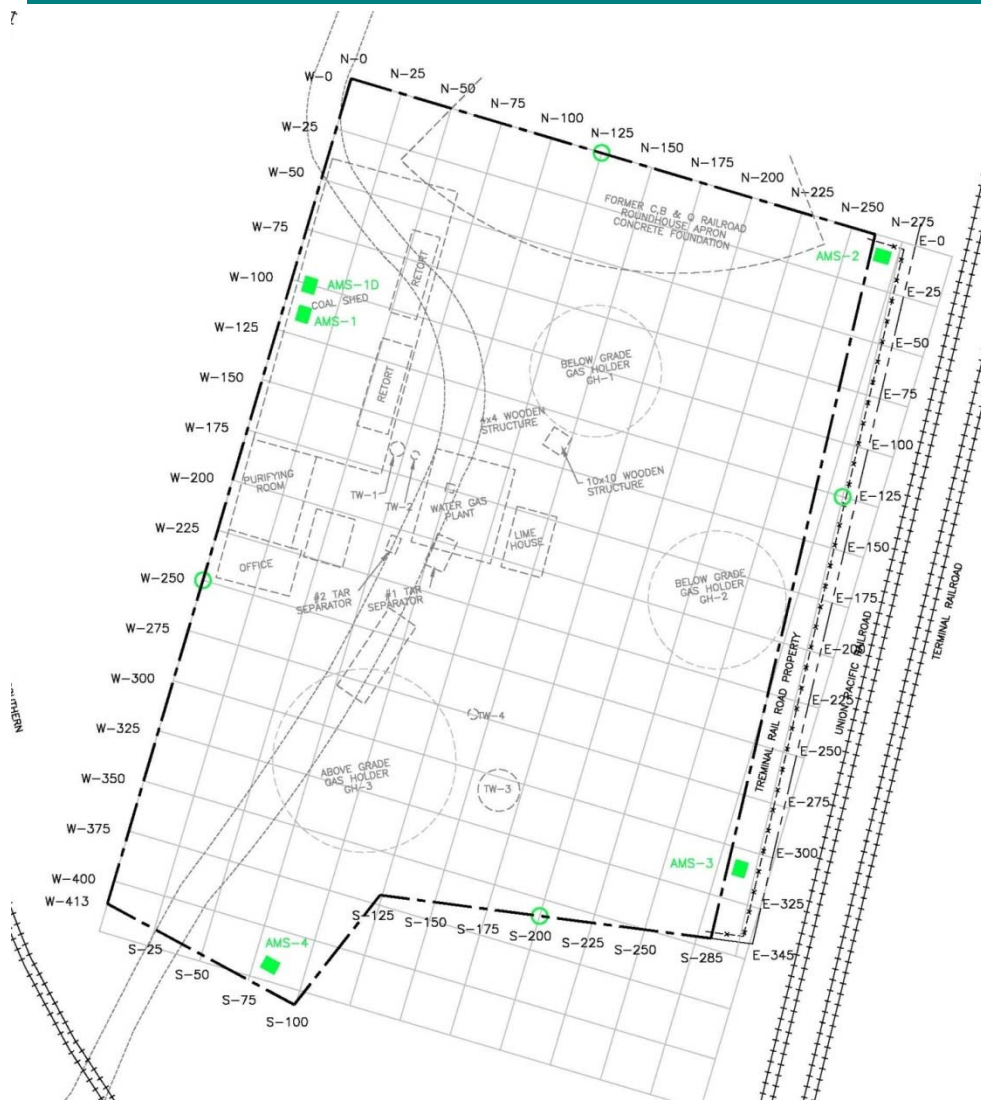 N-0
N-25
N-50
N-75
N-100
N-125
N-150
N-175
N-200
N-225
N-250
N-275
W-0
W-25
W-50
W-75
W-100
W-125
W-150
W-175
W-200
W-225
W-250
W-275
W-300
W-325
W-350
W-375
W-400
W-413
E-0
E-25
E-50
E-75
E-100
E-125
E-150
E-175
E-200
E-225
E-250
E-275
E-300
E-325
E-345
S-25
S-50
S-75
S-100
S-125
S-150
S-175
S-200
S-225
S-250
S-285
FORMER C,B & Q RAILROAD
ROUNDHOUSE APRON
CONCRETE FOUNDATION
AMS-2
AMS-1D
COAL SHED
AMS-1
RETORT
RETORT
BELOW GRADE
GAS HOLDER
GH-1
4x4 WOODEN
STRUCTURE
10x10 WOODEN
STRUCTURE
PURIFYING
ROOM
TW-1
TW-2
WATER GAS
PLANT
LIME
HOUSE
OFFICE
#2 TAR
SEPARATOR
#1 TAR
SEPARATOR
BELOW GRADE
GAS HOLDER
GH-2
TW-4
TW-3
ABOVE GRADE
GAS HOLDER
GH-3
AMS-3
AMS-4
TREMINAL RAIL ROAD PROPERTY
UNION PACIFIC RAILROAD
TERMINAL RAILROAD